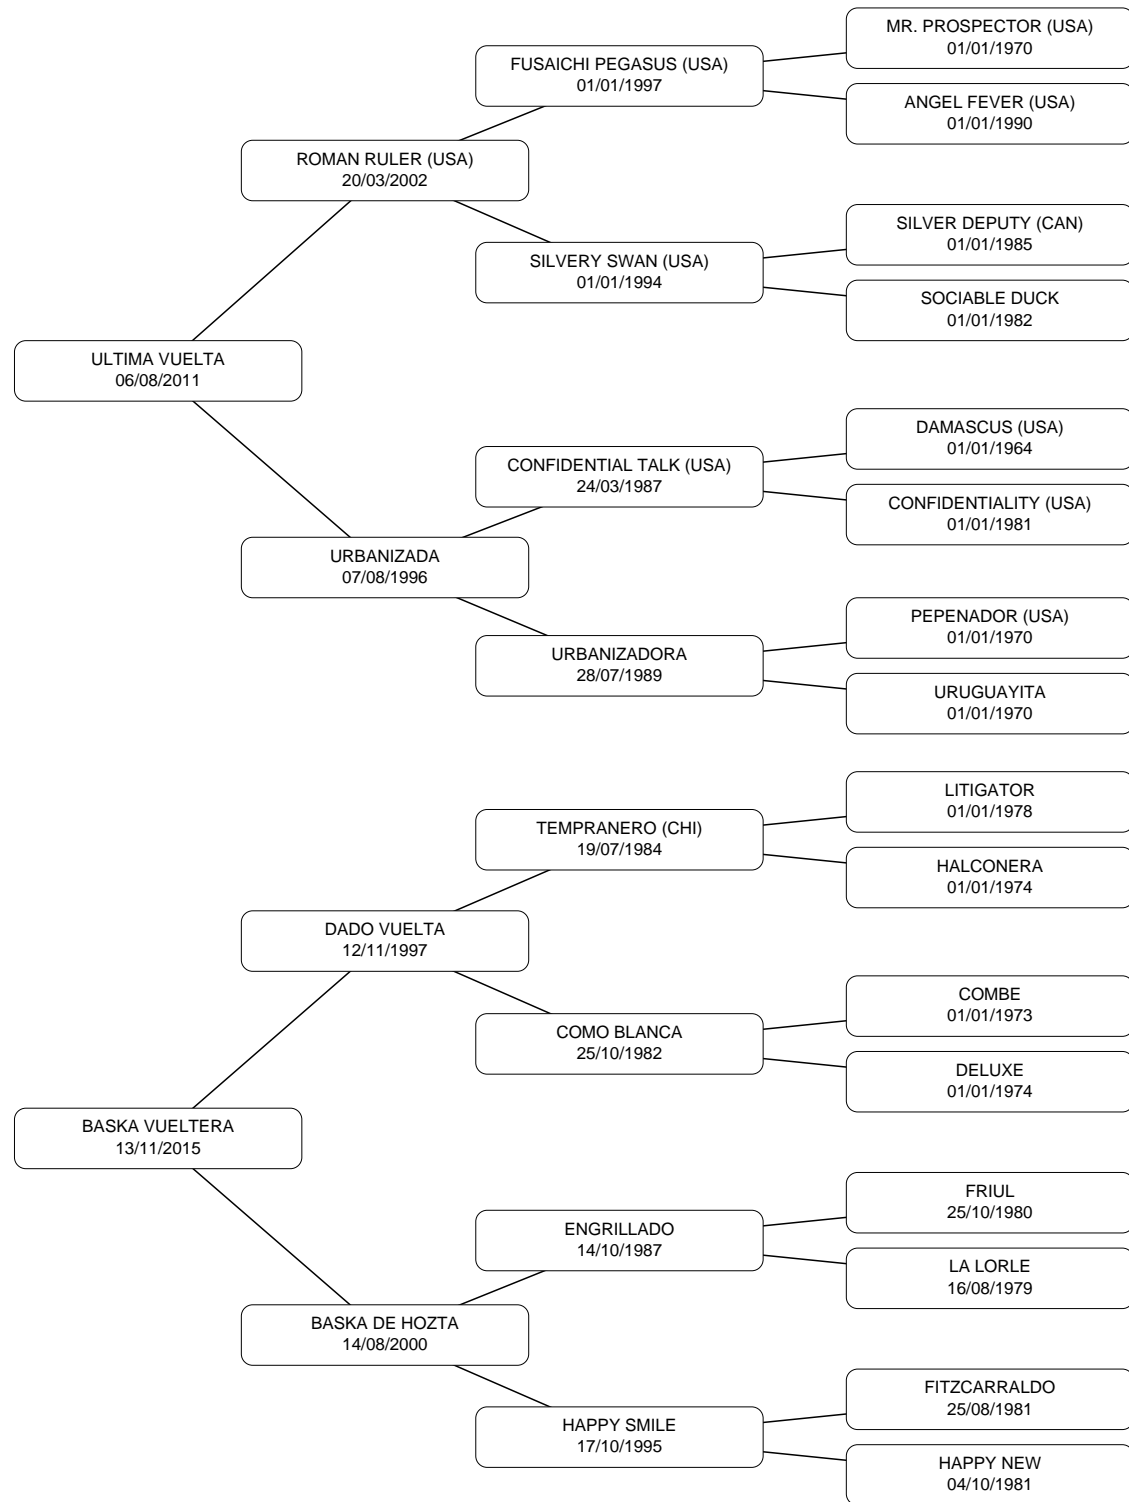 MR. PROSPECTOR (USA)
01/01/1970
FUSAICHI PEGASUS (USA)
01/01/1997
ANGEL FEVER (USA)
01/01/1990
ROMAN RULER (USA)
20/03/2002
SILVER DEPUTY (CAN)
01/01/1985
SILVERY SWAN (USA)
01/01/1994
SOCIABLE DUCK
01/01/1982
ULTIMA VUELTA
06/08/2011
DAMASCUS (USA)
01/01/1964
CONFIDENTIAL TALK (USA)
24/03/1987
CONFIDENTIALITY (USA)
01/01/1981
URBANIZADA
07/08/1996
PEPENADOR (USA)
01/01/1970
URBANIZADORA
28/07/1989
URUGUAYITA
01/01/1970
LITIGATOR
01/01/1978
TEMPRANERO (CHI)
19/07/1984
HALCONERA
01/01/1974
DADO VUELTA
12/11/1997
COMBE
01/01/1973
COMO BLANCA
25/10/1982
DELUXE
01/01/1974
BASKA VUELTERA
13/11/2015
FRIUL
25/10/1980
ENGRILLADO
14/10/1987
LA LORLE
16/08/1979
BASKA DE HOZTA
14/08/2000
FITZCARRALDO
25/08/1981
HAPPY SMILE
17/10/1995
HAPPY NEW
04/10/1981